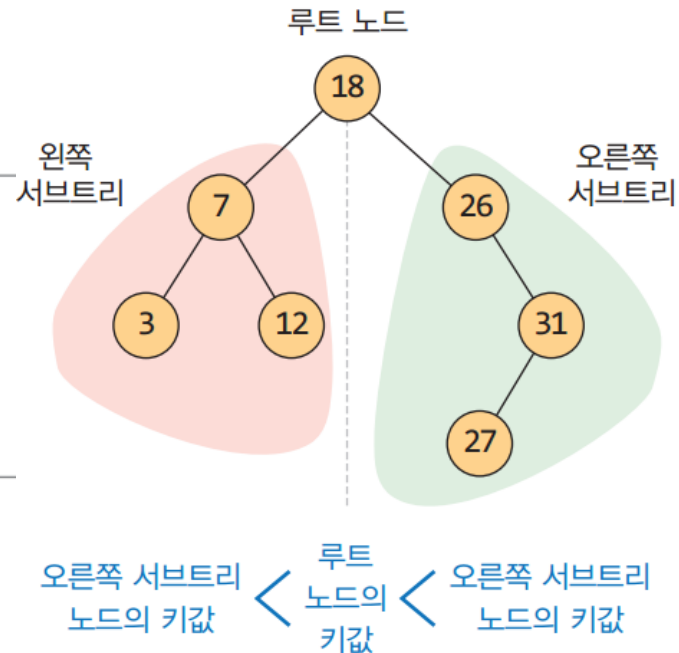 루트 노드
18
왼쪽
서브트리
오른쪽
서브트리
7
26
3
12
31
27
오른쪽 서브트리
노드의 키값
<
루트
노드의
키값
<
오른쪽 서브트리
노드의 키값